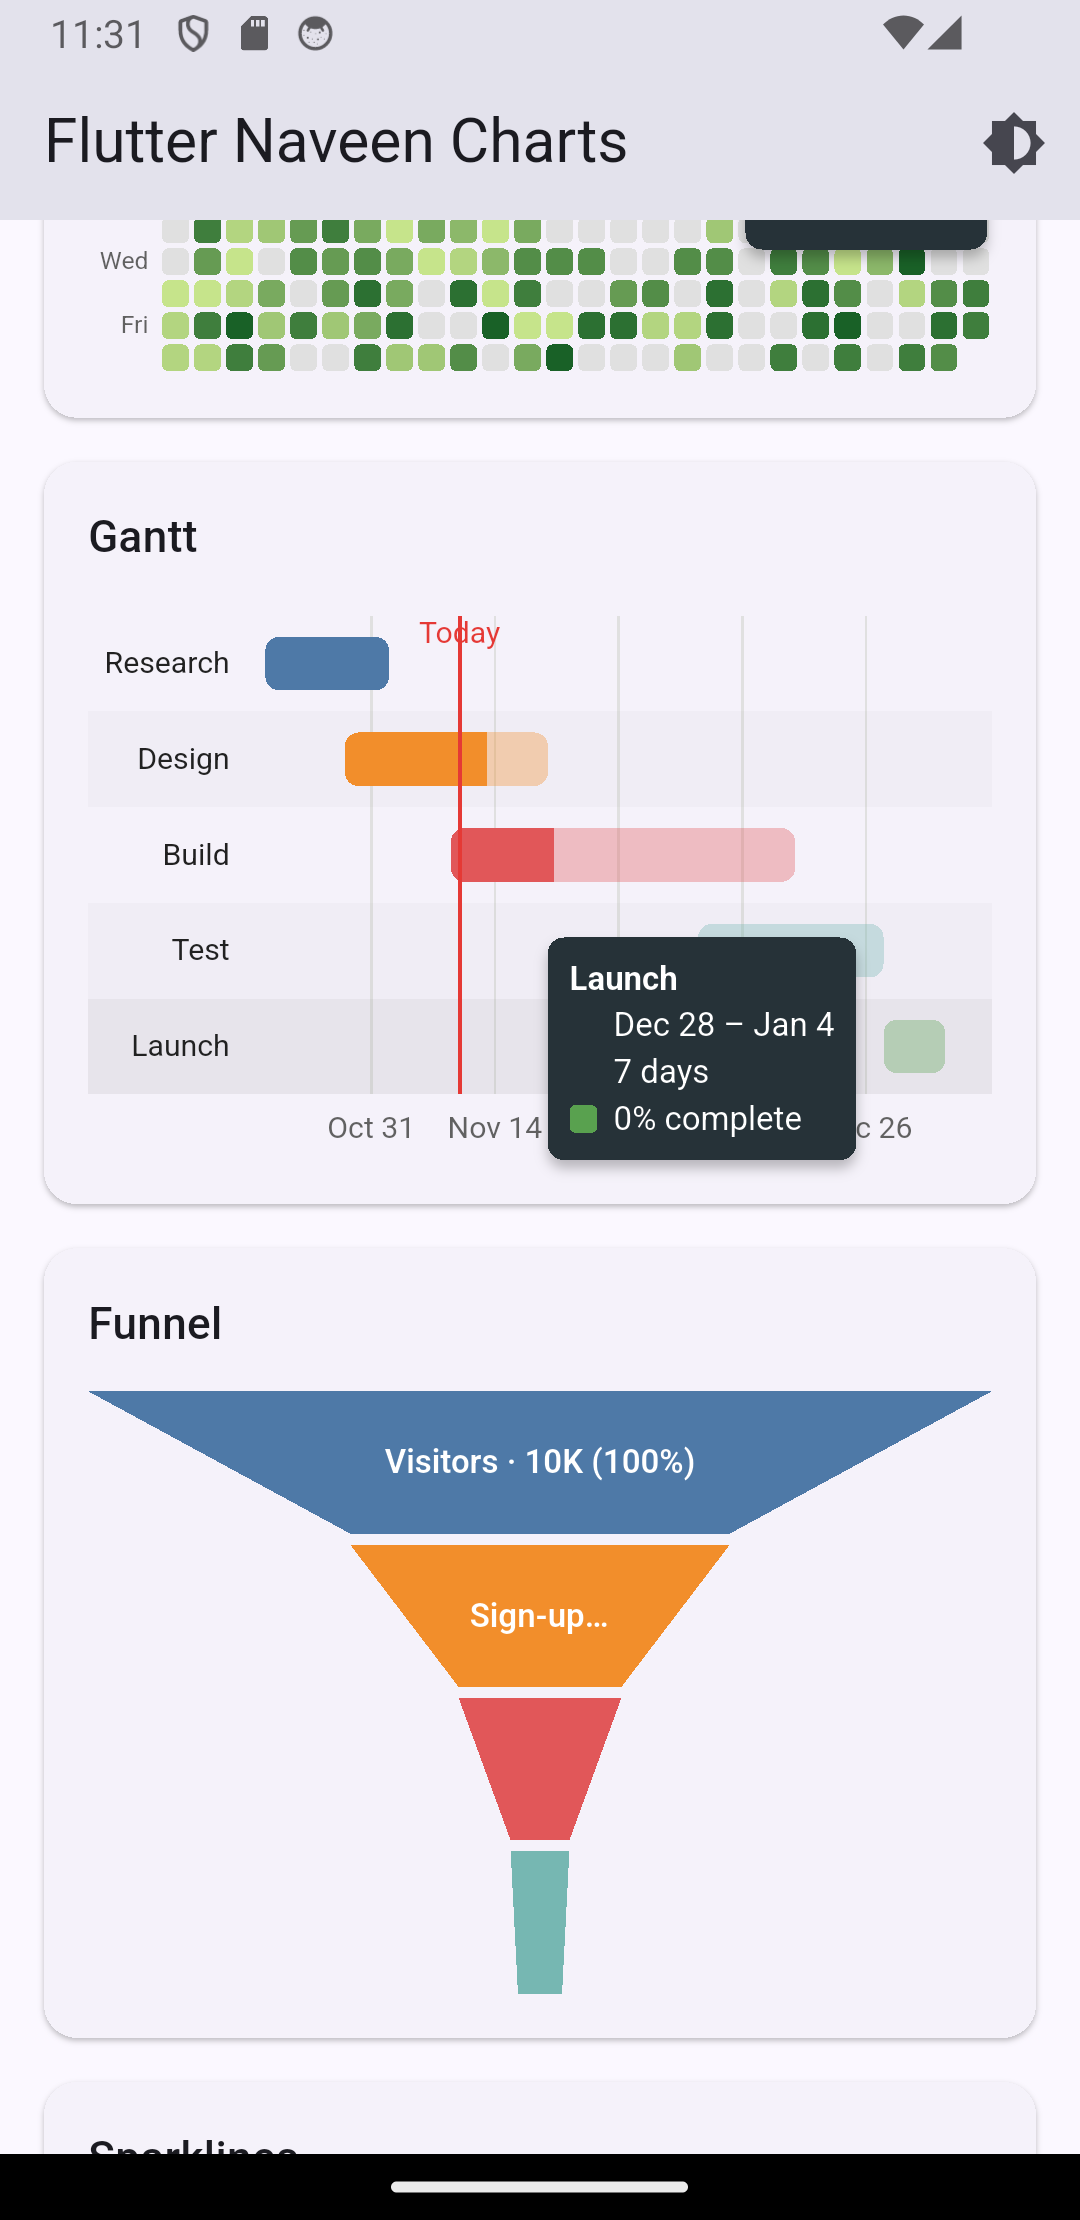 11:31
Flutter Naveen Charts
Wed
Fri
Gantt
Today
Research
Design
Build
Test
Launch
Launch
Dec 28 – Jan 4
7 days
0% complete
Oct 31
Nov 14
c 26
Funnel
Visitors · 10K (100%)
Sign-up…